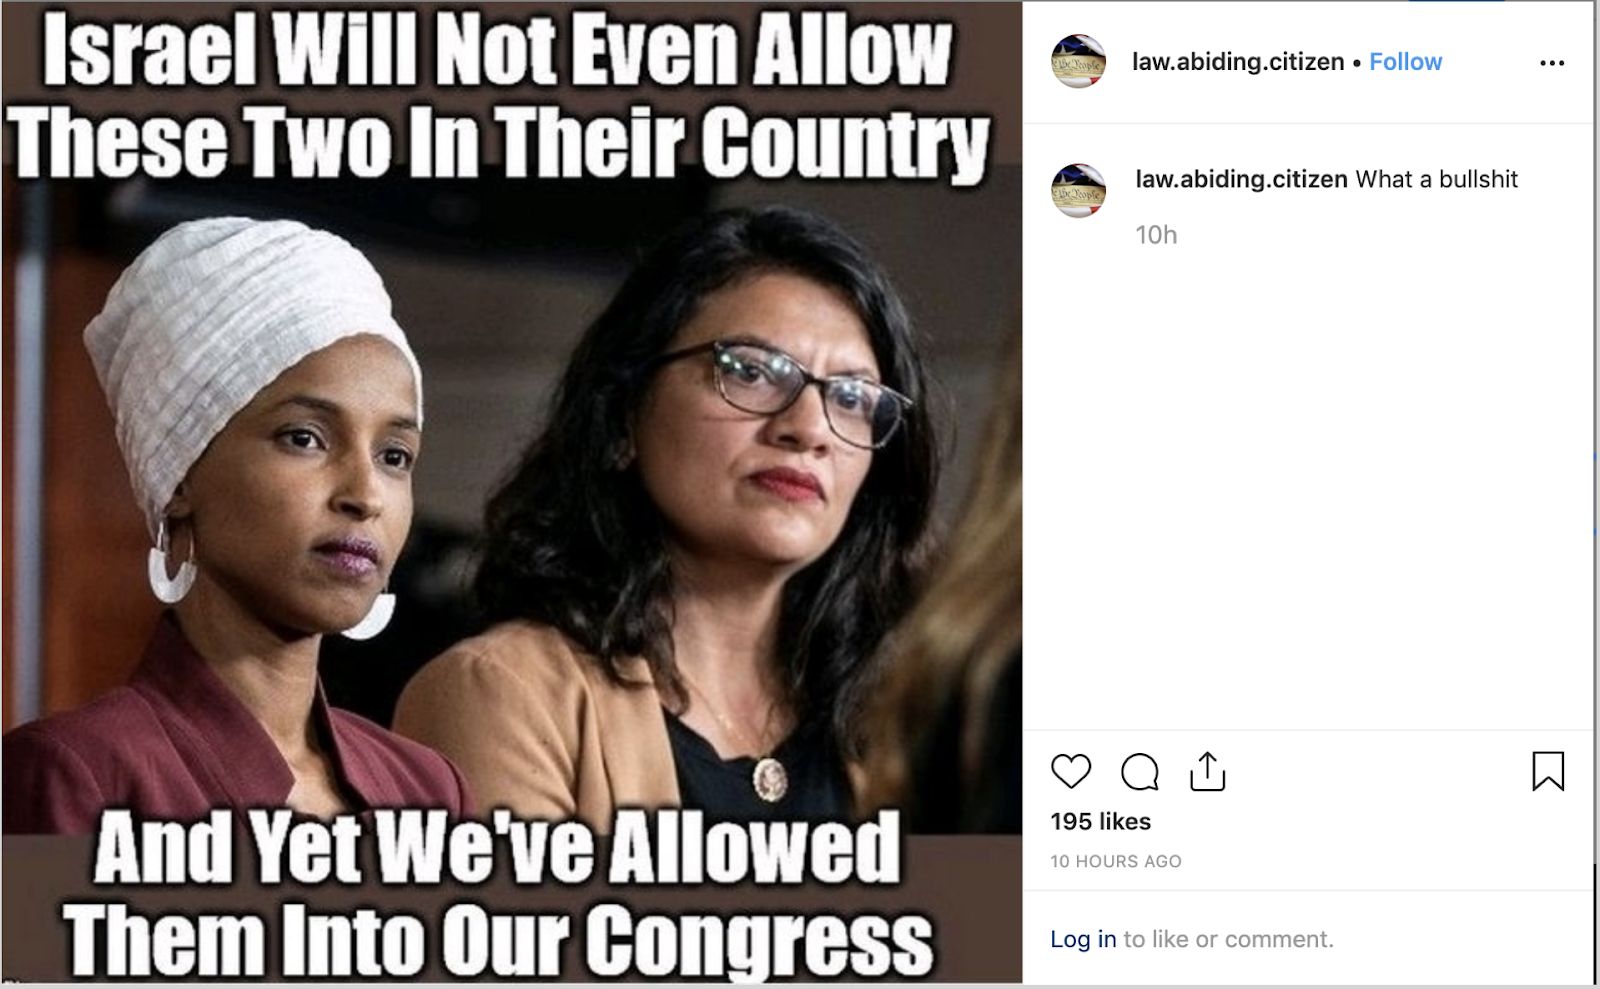 Israel Will Not Even Allow
These Two In Their Country
And Yet We've Allowed
Them Into Our Congress
law.abiding.citizen • Follow
law.abiding.citizen What a bullshit
10h
195 likes
10 HOURS AGO
Log in to like or comment.